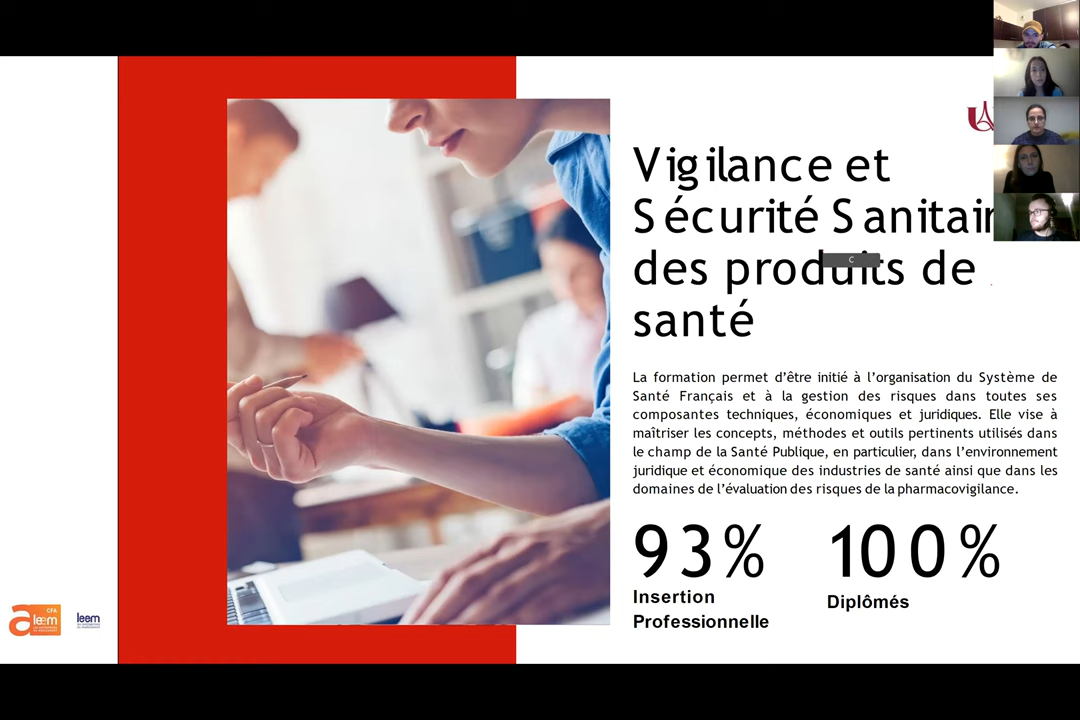 Vigilance et
Sécurité Sanitair
des produits de
santé
C
La formation permet d’être initié à l’organisation du Système de
Santé Français et à la gestion des risques dans toutes ses
composantes techniques, économiques et juridiques. Elle vise à
maîtriser les concepts, méthodes et outils pertinents utilisés dans
le champ de la Santé Publique, en particulier, dans l’environnement
juridique et économique des industries de santé ainsi que dans les
domaines de l’évaluation des risques de la pharmacovigilance.
93%
Insertion
Professionnelle
100%
Diplômés
CFA
a leem
leem